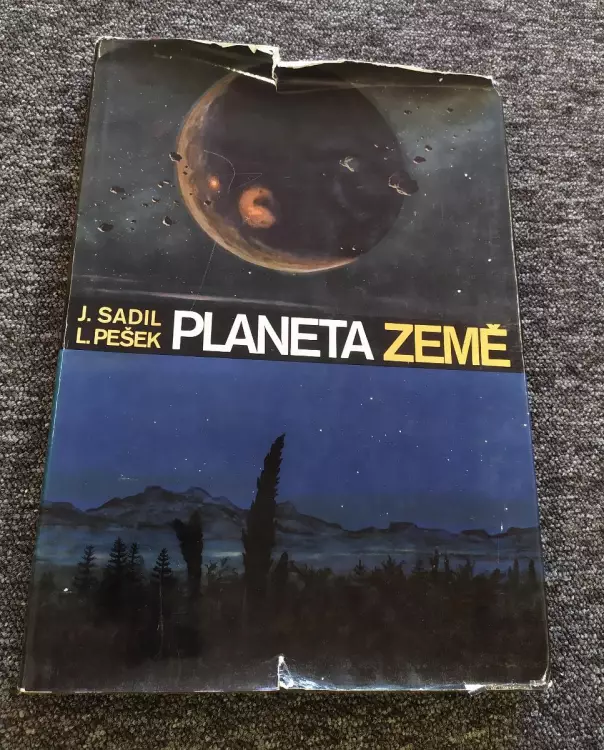 J. SADIL
L. PEŠEK
PLANETA ZEMĚ